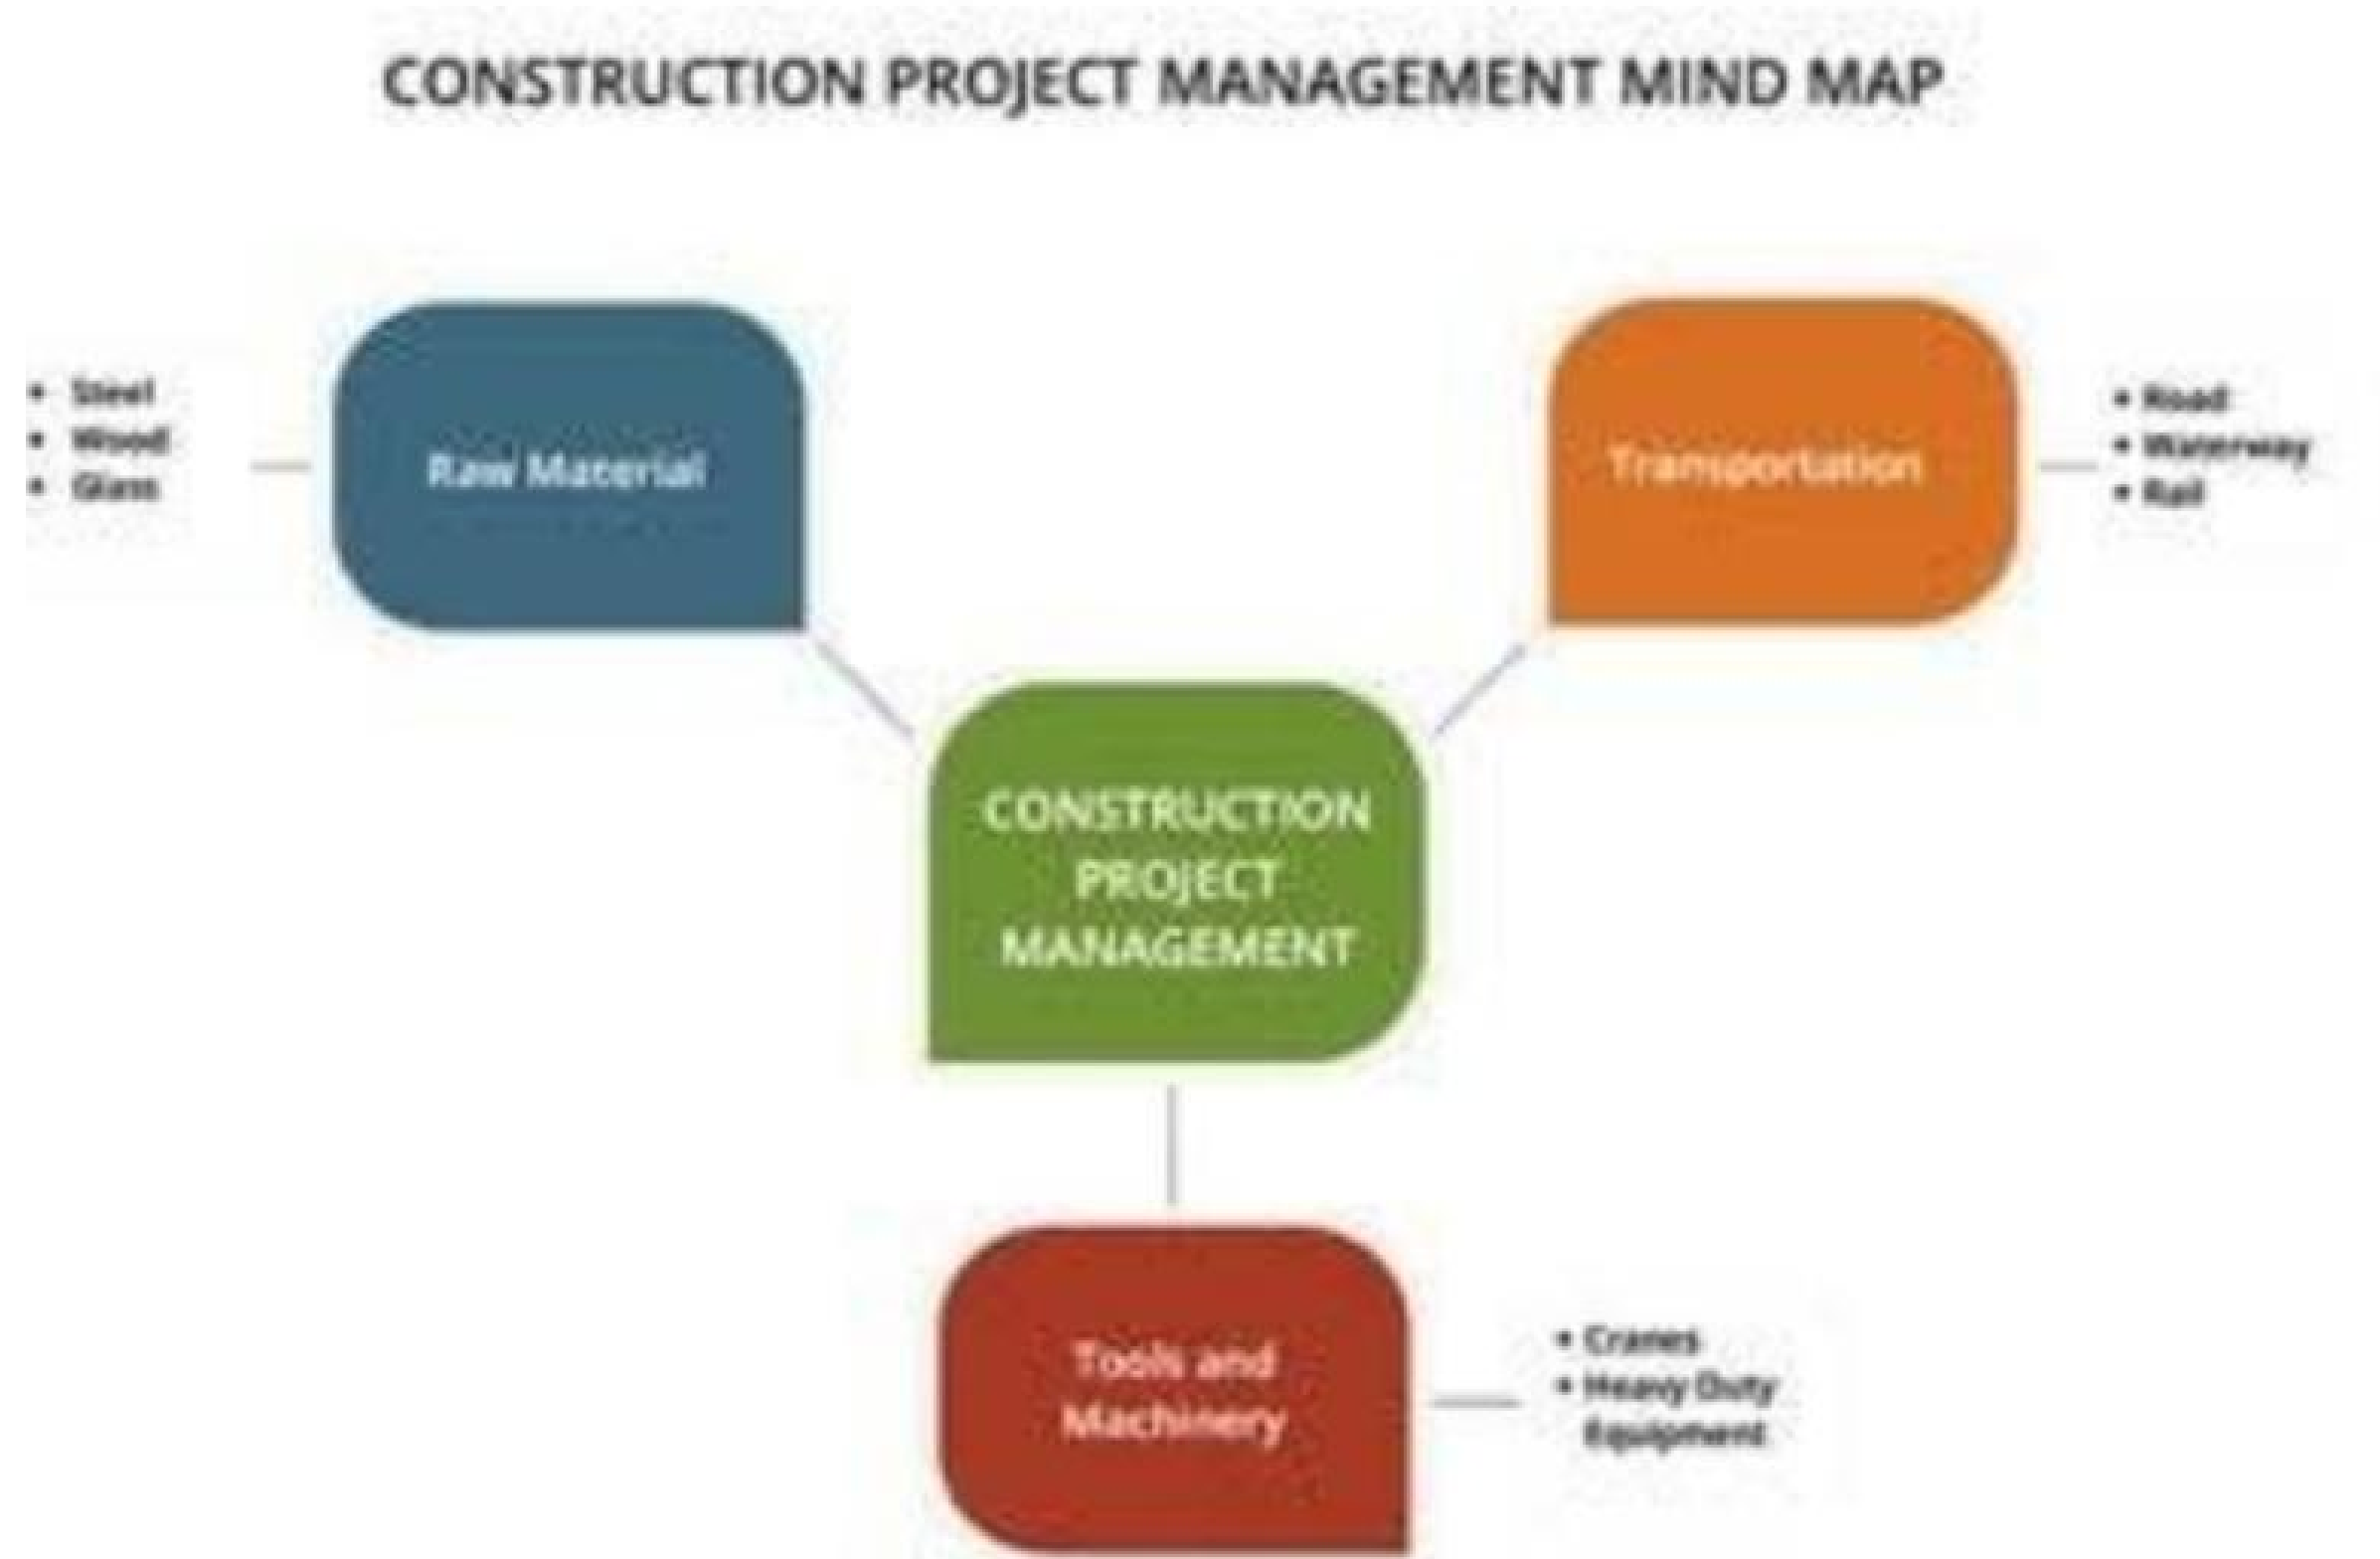 CONSTRUCTION PROJECT MANAGEMENT MIND MAP
• Steel
• Wood
• Glass
Raw Material
Transportation
• Road
• Waterway
• Rail
CONSTRUCTION
PROJECT
MANAGEMENT
Tools and
Machinery
• Cranes
• Heavy Duty
Equipment